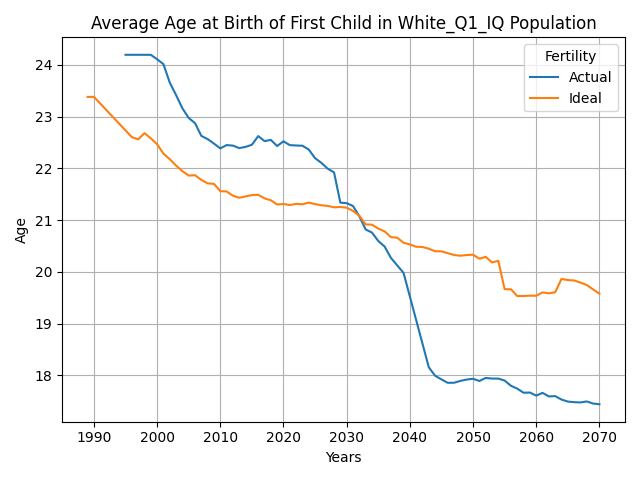 Average Age at Birth of First Child in White_Q1_IQ Population
Fertility
Actual
Ideal
Age
24
23
22
21
20
19
18
1990 2000 2010 2020 2030 2040 2050 2060 2070
Years